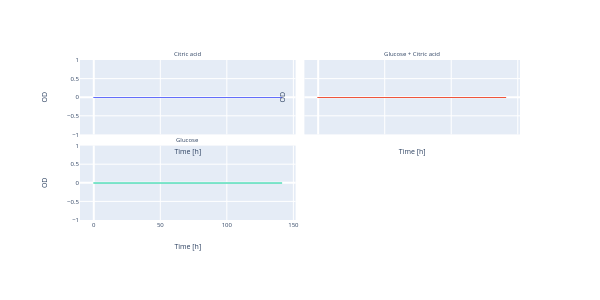 Citric acid
Glucose + Citric acid
1
0.5
0
−0.5
−1
OD
OD
Time [h]
Time [h]
Glucose
1
0.5
0
−0.5
−1
OD
0
50
100
150
Time [h]